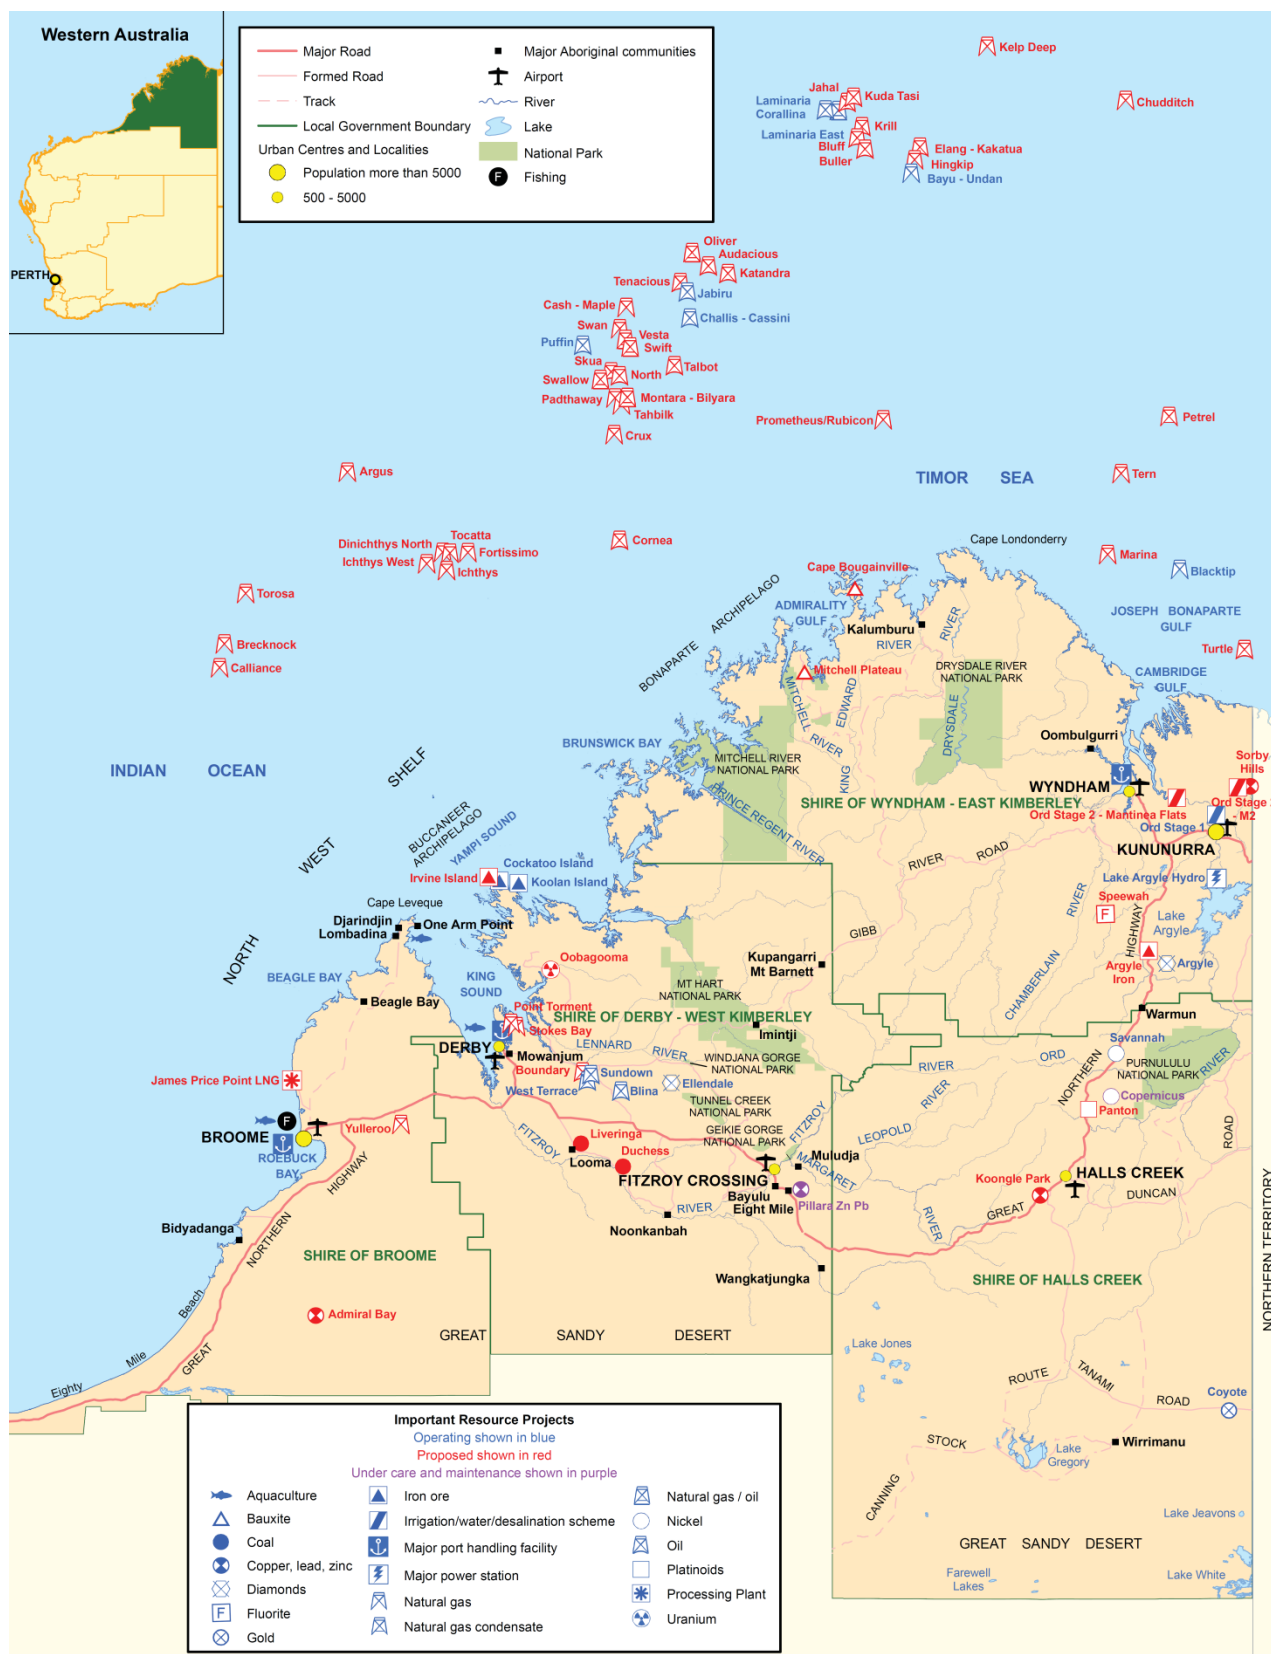 Western Australia
PERTH
Major Road
Formed Road
Track
Local Government Boundary
Urban Centres and Localities
Population more than 5000
500 - 5000
Major Aboriginal communities
Airport
River
Lake
National Park
F
Fishing
Kelp Deep
Jahal
Kuda Tasi
Laminaria
Corallina
Chudditch
Krill
Laminaria East
Bluff
Buller
Elang - Kakatua
Hingkip
Bayu - Undan
Oliver
Audacious
Katandra
Tenacious
Jabiru
Cash - Maple
Challis - Cassini
Swan
Vesta
Puffin
Swift
Skua
Talbot
Swallow
North
Padthaway
Montara - Bilyara
Tahbilk
Crux
Prometheus/Rubicon
Petrel
Argus
TIMOR SEA
Tern
Tocatta
Dinichthys North
Fortissimo
Ichthys West
Ichthys
Cornea
Cape Londonderry
Marina
Blacktip
Cape Bougainville
Torosa
BONAPARTE ARCHIPELAGO
ADMIRALITY
GULF
Kalumburu
RIVER
RIVER
JOSEPH BONAPARTE
GULF
Brecknock
Calliance
Turtle
DRYSDALE RIVER
NATIONAL PARK
Mitchell Plateau
CAMBRIDGE
GULF
MITCHELL
RIVER
KING
EDWARD
DRYSDALE
Oombulgurri
BRUNSWICK BAY
MITCHELL RIVER
NATIONAL PARK
INDIAN OCEAN
NORTH
WEST
SHELF
Sorby
Hills
WYNDHAM
SHIRE OF WYNDHAM - EAST KIMBERLEY
PRINCE REGENT RIVER
Ord Stage 2 - Mantinea Flats
Ord Stage 2
- M2
Ord Stage 1
KUNUNURRA
BUCCANEER
ARCHIPELAGO
YAMPI SOUND
Cockatoo Island
Irvine Island
Koolan Island
RIVER
ROAD
GIBB
Lake Argyle Hydro
Speewah
F
RIVER
CHAMBERLAIN
HIGHWAY
Lake
Argyle
Cape Leveque
Djarindjin
Lombadina
One Arm Point
Argyle
Iron
Argyle
Kupangarri
Mt Barnett
Oobagooma
BEAGLE BAY
KING
SOUND
MT HART
NATIONAL PARK
Beagle Bay
Point Torment
SHIRE OF DERBY - WEST KIMBERLEY
Stokes Bay
Imintji
Warmun
Savannah
DERBY
Mowanjum
LENNARD
RIVER
WINDJANA GORGE
NATIONAL PARK
RIVER
ORD
NORTHERN
PURNULULU
NATIONAL PARK
RIVER
James Price Point LNG
Boundary
Sundown
West Terrace
Blina
Ellendale
TUNNEL CREEK
NATIONAL PARK
RIVER
LEOPOLD
Copernicus
Panton
F
BROOME
ROEBUCK
BAY
Yulleroo
HIGHWAY
FITZROY
Liveringa
Looma
Duchess
GEIKIE GORGE
NATIONAL PARK
FITZROY
FITZROY CROSSING
Muludja
MARGARET
Bayulu
Eight Mile
Pillara Zn Pb
RIVER
ROAD
Koongle Park
HALLS CREEK
DUNCAN
GREAT
RIVER
Noonkanbah
Bidyadanga
NORTHERN
SHIRE OF BROOME
Wangkatjungka
SHIRE OF HALLS CREEK
NORTHERN TERRITORY
Admiral Bay
GREAT SANDY DESERT
Beach
Mile
Eighty
GREAT
Lake Jones
ROUTE
TANAMI
ROAD
Coyote
STOCK
CANNING
Lake
Gregory
Wirrimanu
Lake Jeavons
GREAT SANDY DESERT
Farewell
Lakes
Lake White
Important Resource Projects
Operating shown in blue
Proposed shown in red
Under care and maintenance shown in purple
Aquaculture
Bauxite
Coal
Copper, lead, zinc
Diamonds
F
Fluorite
Gold
Iron ore
Irrigation/water/desalination scheme
Major port handling facility
Major power station
Natural gas
Natural gas condensate
Natural gas / oil
Nickel
Oil
Platinoids
Processing Plant
Uranium